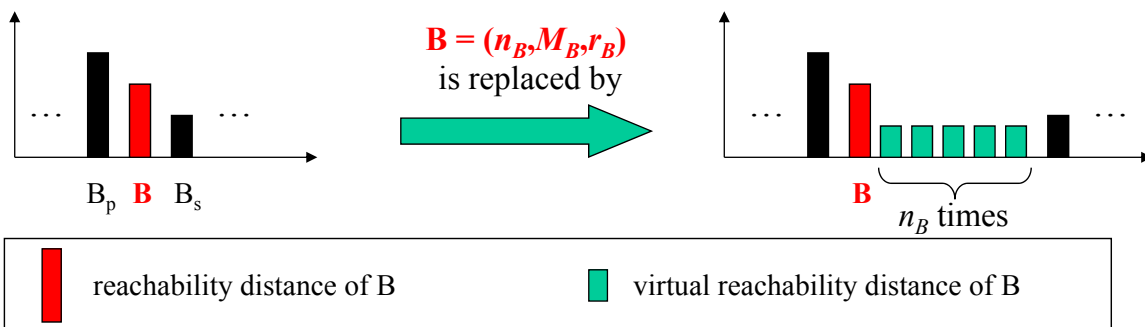 B = (n_B,M_B,r_B)
is replaced by
... ...
B_p B B_s
... ...
B
n_B times
reachability distance of B
virtual reachability distance of B